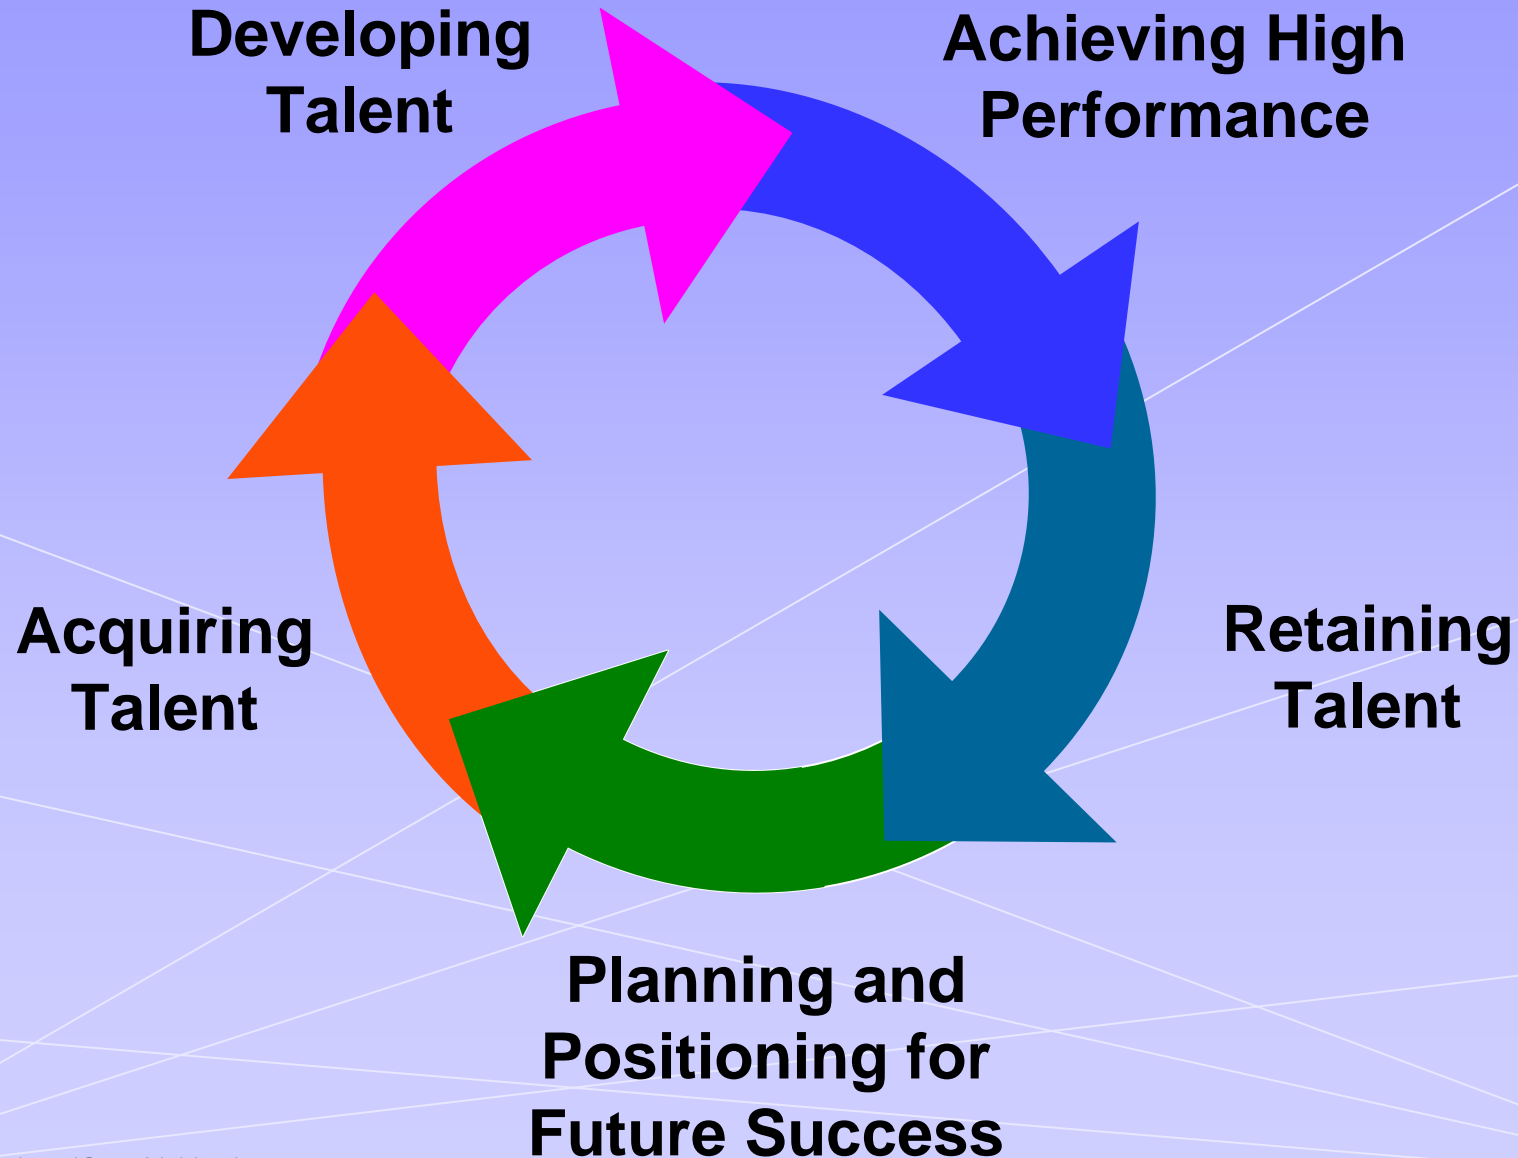 Developing
Talent
Achieving High
Performance
Acquiring
Talent
Retaining
Talent
Planning and
Positioning for
Future Success